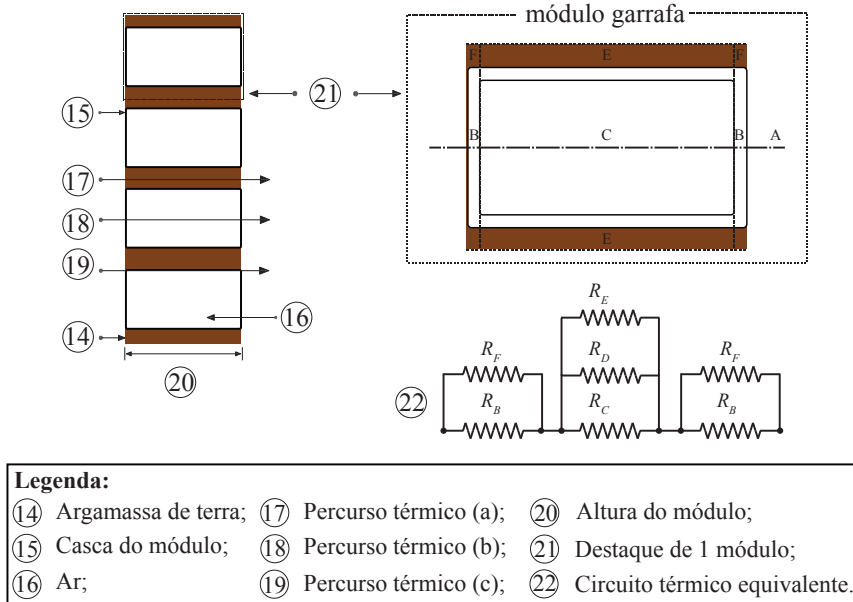 módulo garrafa
F E F
B C B A
E
15
17
18
19
14
16
20
21
22
R_E
R_F R_D R_F
R_B R_C R_B
Legenda:
14 Argamassa de terra; 17 Percurso térmico (a); 20 Altura do módulo;
15 Casca do módulo; 18 Percurso térmico (b); 21 Destaque de 1 módulo;
16 Ar; 19 Percurso térmico (c); 22 Circuito térmico equivalente.